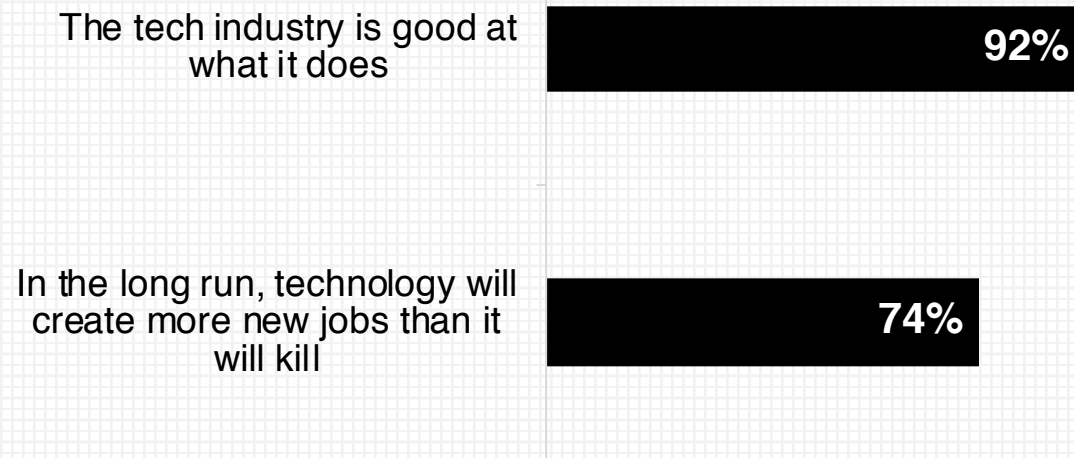 The tech industry is good at
what it does
92%
In the long run, technology will
create more new jobs than it
will kill
74%